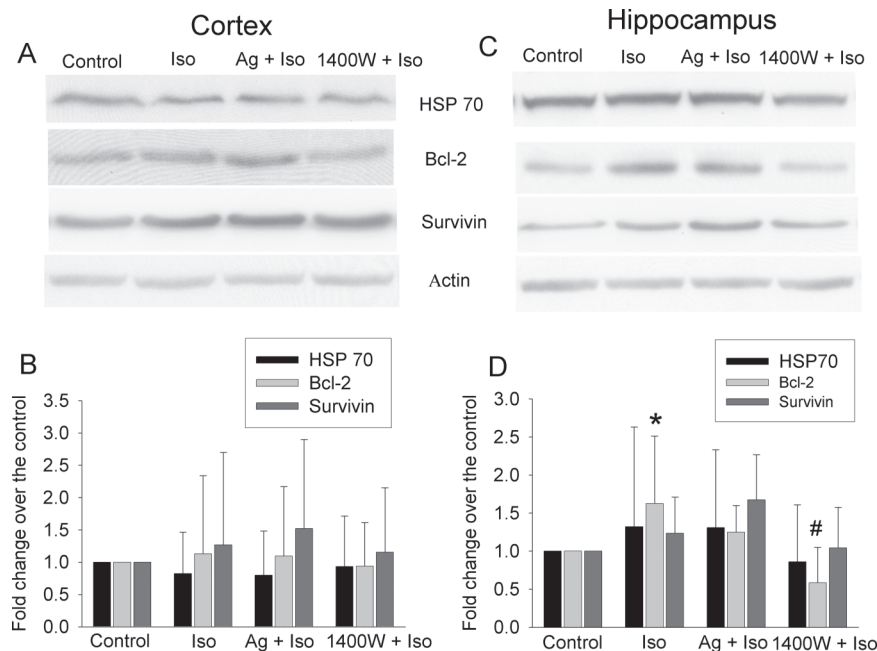 Cortex
A
Control Iso Ag + Iso 1400W + Iso
HSP 70
Bcl-2
Survivin
Actin
Hippocampus
C
Control Iso Ag + Iso 1400W + Iso
B
HSP 70
Bcl-2
Survivin
Fold change over the control
3.5
3.0
2.5
2.0
1.5
1.0
0.5
0.0
Control Iso Ag + Iso 1400W + Iso
D
HSP70
Bcl-2
Survivin
Fold change over the control
3.0
2.5
2.0
1.5
1.0
0.5
0.0
*
#
Control Iso Ag + Iso 1400W + Iso